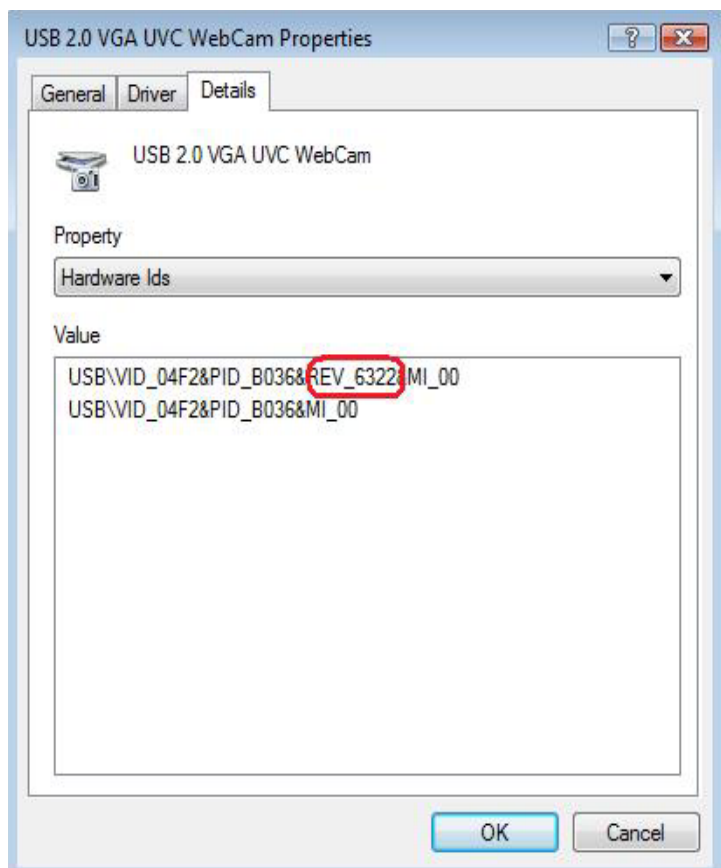 USB 2.0 VGA UVC WebCam Properties
General Driver Details
USB 2.0 VGA UVC WebCam
Property
Hardware Ids
Value
USB\VID_04F2&PID_B036&REV_6322&MI_00
USB\VID_04F2&PID_B036&MI_00
OK Cancel